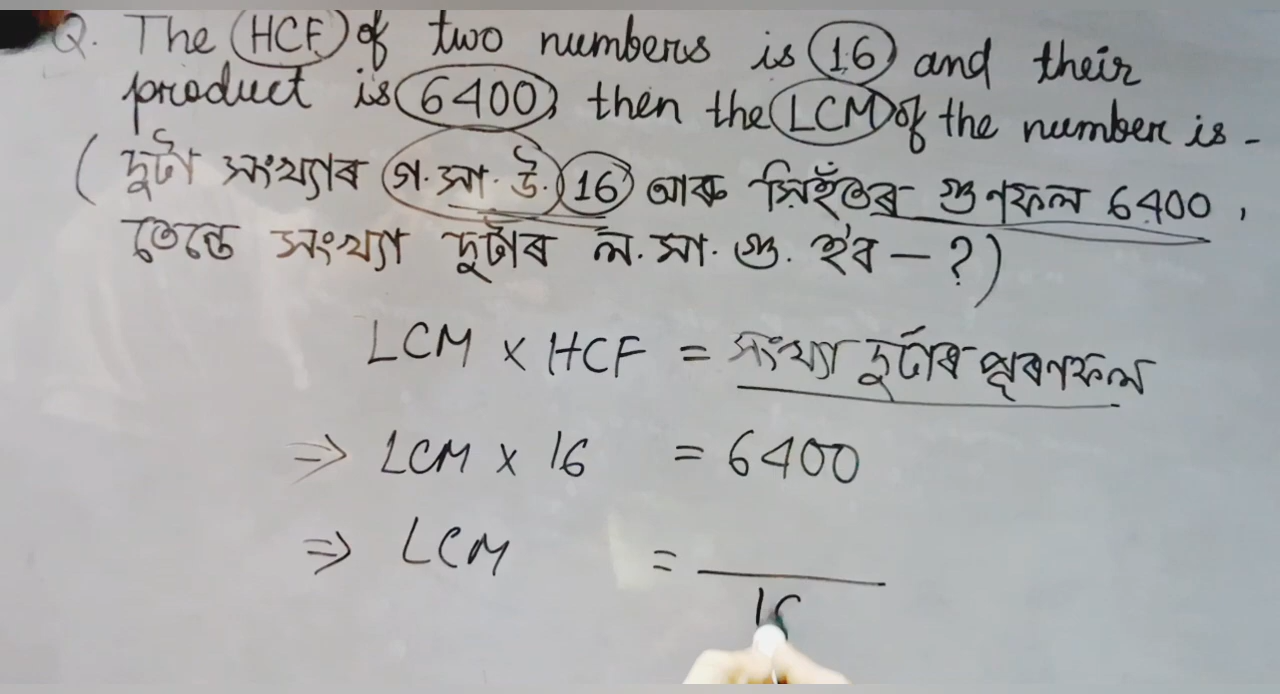 Q. The HCF of two numbers is 16 and their
product is 6400, then the LCM of the number is -
(দুটা সংখ্যাৰ গ.সা.উ. 16 আৰু সিহঁতৰ গুণফল 6400,
তেন্তে সংখ্যা দুটাৰ ল.সা.গু. হ'ব — ?)
LCM × HCF = সংখ্যা দুটাৰ পূৰণফল
⇒ LCM × 16 = 6400
⇒ LCM = ―
16